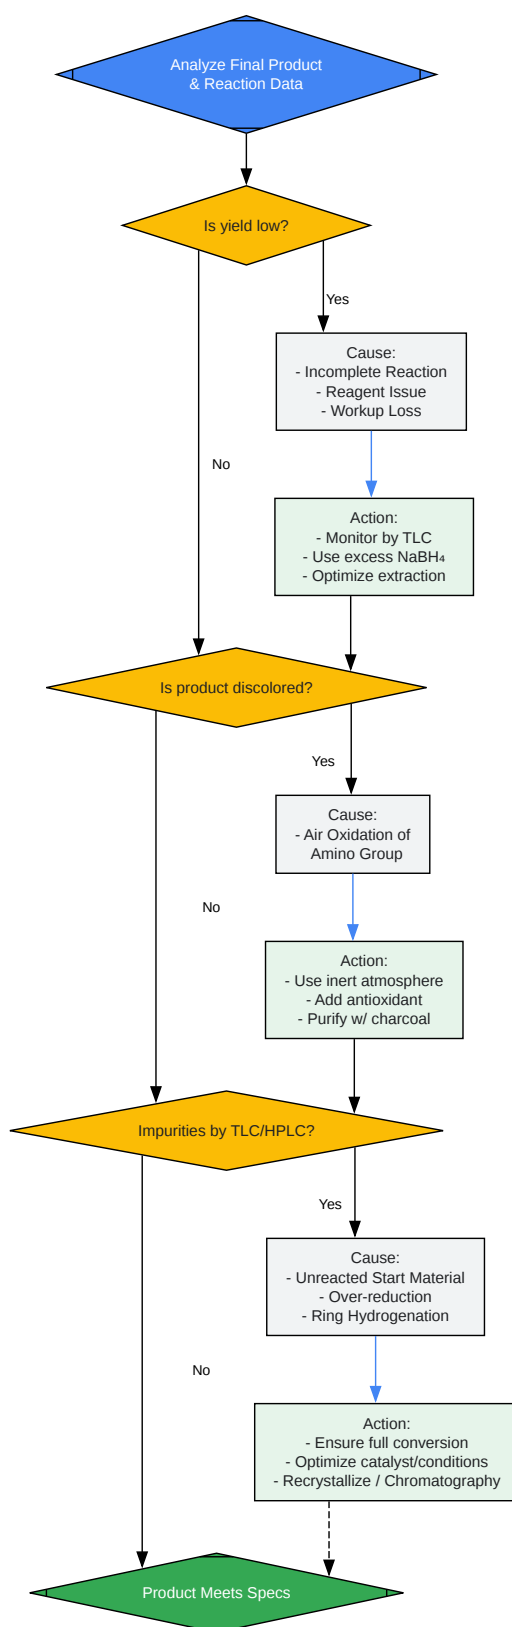 Analyze Final Product
& Reaction Data
Is yield low?
Yes
Cause:
- Incomplete Reaction
- Reagent Issue
- Workup Loss
No
Action:
- Monitor by TLC
- Use excess NaBH₄
- Optimize extraction
Is product discolored?
Yes
Cause:
- Air Oxidation of
Amino Group
No
Action:
- Use inert atmosphere
- Add antioxidant
- Purify w/ charcoal
Impurities by TLC/HPLC?
Yes
Cause:
- Unreacted Start Material
- Over-reduction
- Ring Hydrogenation
No
Action:
- Ensure full conversion
- Optimize catalyst/conditions
- Recrystallize / Chromatography
Product Meets Specs